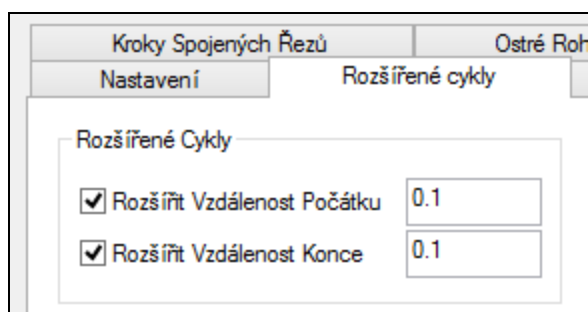 Kroky Spojených Řezů
Ostré Roh
Nastavení
Rozšířené cykly
Rozšířené Cykly
Rozšířit Vzdálenost Počátku 0.1
Rozšířit Vzdálenost Konce 0.1